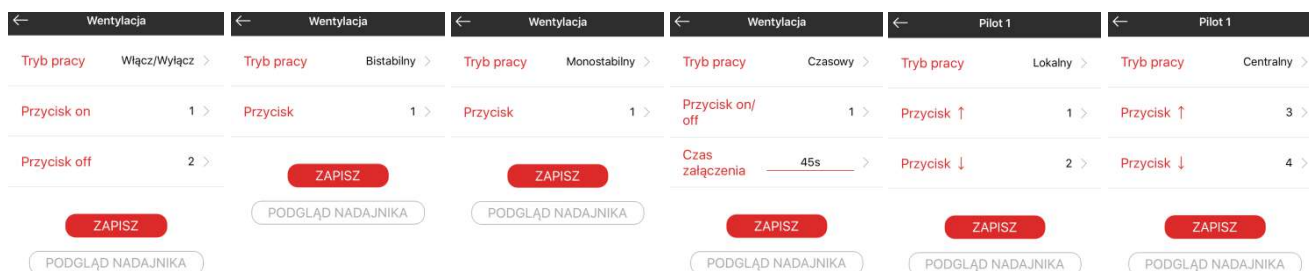 ← Wentylacja
Tryb pracy Włącz/Wyłącz >
Przycisk on 1 >
Przycisk off 2 >
ZAPISZ
PODGLĄD NADAJNIKA
← Wentylacja
Tryb pracy Bistabilny >
Przycisk 1 >
ZAPISZ
PODGLĄD NADAJNIKA
← Wentylacja
Tryb pracy Monostabilny >
Przycisk 1 >
ZAPISZ
PODGLĄD NADAJNIKA
← Wentylacja
Tryb pracy Czasowy >
Przycisk on/
off 1 >
Czas
załączenia 45s >
ZAPISZ
PODGLĄD NADAJNIKA
← Pilot 1
Tryb pracy Lokalny >
Przycisk ↑ 1 >
Przycisk ↓ 2 >
ZAPISZ
PODGLĄD NADAJNIKA
← Pilot 1
Tryb pracy Centralny >
Przycisk ↑ 3 >
Przycisk ↓ 4 >
ZAPISZ
PODGLĄD NADAJNIKA